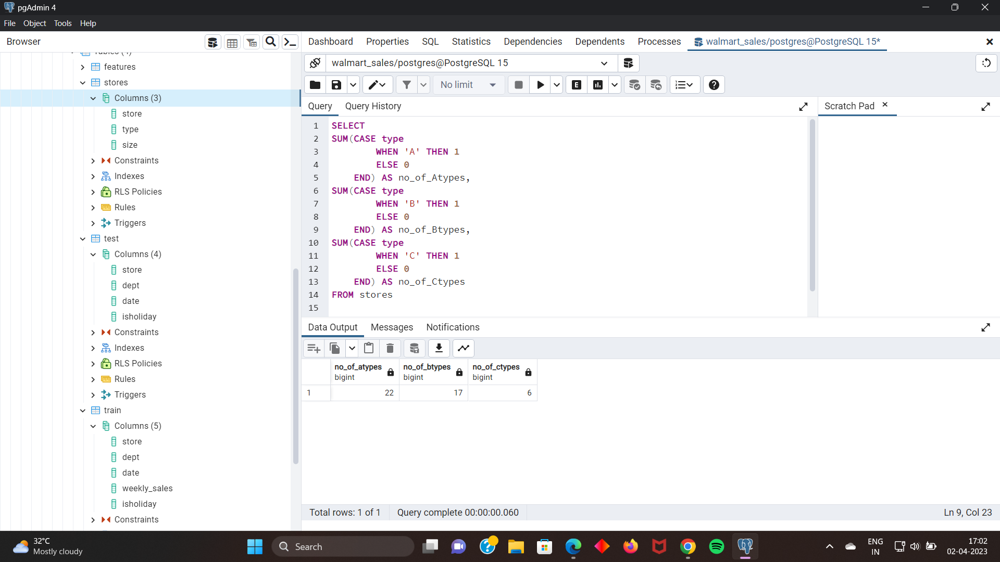 pgAdmin 4
File Object Tools Help
Browser
Dashboard Properties SQL Statistics Dependencies Dependents Processes walmart_sales/postgres@PostgreSQL 15*
walmart_sales/postgres@PostgreSQL 15
No limit
Query Query History
Scratch Pad
Tables (4)
features
stores
Columns (3)
store
type
size
Constraints
Indexes
RLS Policies
Rules
Triggers
test
Columns (4)
store
dept
date
isholiday
Constraints
Indexes
RLS Policies
Rules
Triggers
train
Columns (5)
store
dept
date
weekly_sales
isholiday
Constraints
1 SELECT
2 SUM(CASE type
3 WHEN 'A' THEN 1
4 ELSE 0
5 END) AS no_of_Atypes,
6 SUM(CASE type
7 WHEN 'B' THEN 1
8 ELSE 0
9 END) AS no_of_Btypes,
10 SUM(CASE type
11 WHEN 'C' THEN 1
12 ELSE 0
13 END) AS no_of_Ctypes
14 FROM stores
15
Data Output Messages Notifications
no_of_atypes no_of_btypes no_of_ctypes
bigint bigint bigint
1 22 17 6
Total rows: 1 of 1 Query complete 00:00:00.060 Ln 9, Col 23
32°C
Mostly cloudy
Search
ENG
IN
17:02
02-04-2023